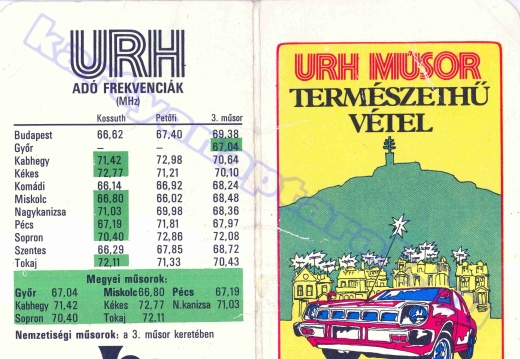 URH
ADÓ FREKVENCIÁK
(MHz)
Kossuth Petőfi 3. műsor
Budapest 66,62 67,40 69,38
Győr – – 67,04
Kabhegy 71,42 72,98 70,64
Kékes 72,77 71,21 70,10
Komádi 66,14 66,92 68,24
Miskolc 66,80 66,02 68,48
Nagykanizsa 71,03 69,98 68,36
Pécs 67,19 71,81 67,97
Sopron 70,40 72,86 72,08
Szentes 66,29 67,85 68,72
Tokaj 72,11 71,33 70,43
Megyei műsorok:
Győr 67,04 Miskolc 66,80 Pécs 67,19
Kabhegy 71,42 Kékes 72,77 N.kanizsa 71,03
Sopron 70,40 Tokaj 72,11
Nemzetiségi műsorok: a 3. műsor keretében
URH MŰSOR
TERMÉSZETHŰ
VÉTEL